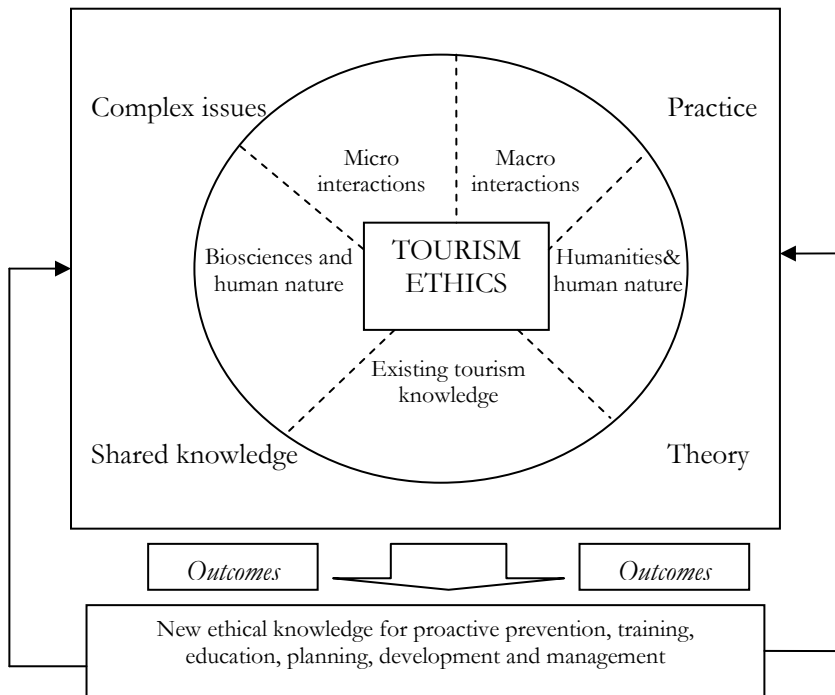 Complex issues
Practice
Micro
interactions
Macro
interactions
Biosciences and
human nature
TOURISM
ETHICS
Humanities&
human nature
Existing tourism
knowledge
Shared knowledge
Theory
Outcomes
Outcomes
New ethical knowledge for proactive prevention, training,
education, planning, development and management